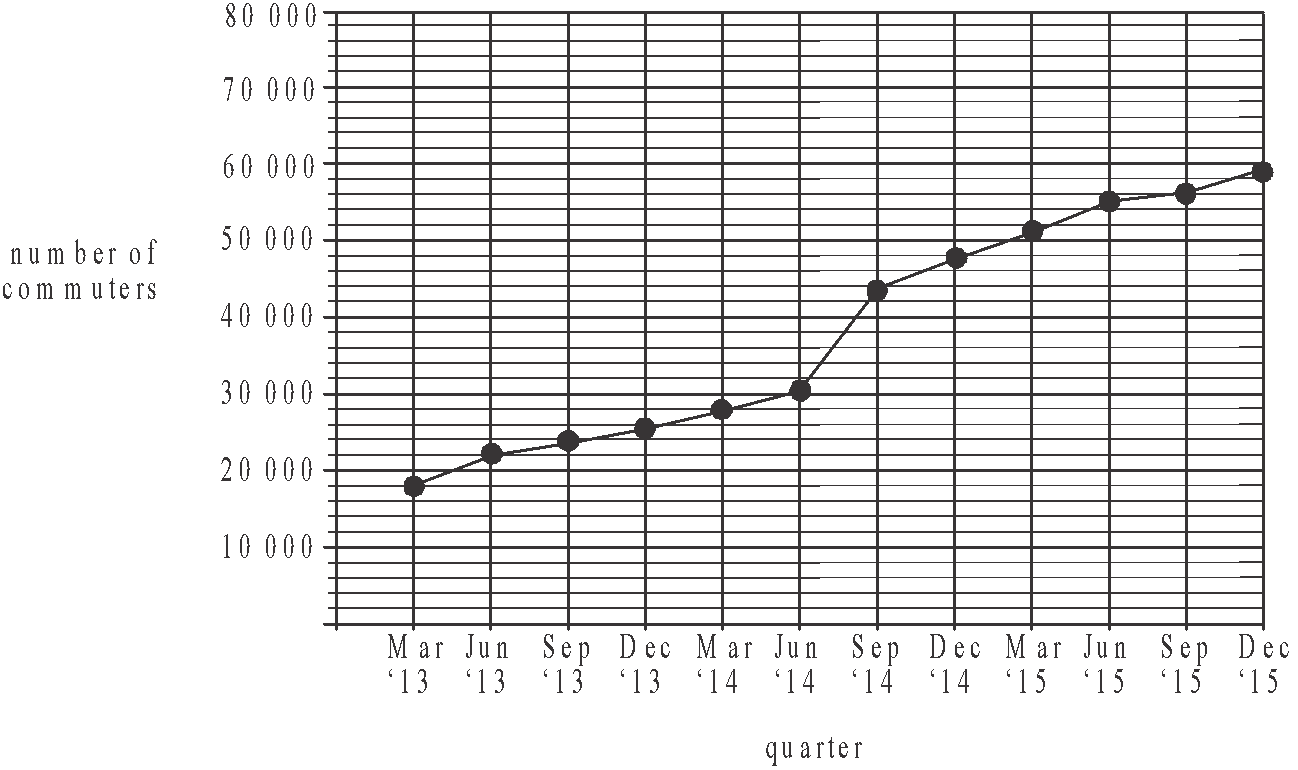 80 000
70 000
60 000
50 000
40 000
30 000
20 000
10 000
number of
commuters
Mar Jun Sep Dec Mar Jun Sep Dec Mar Jun Sep Dec
‘13 ‘13 ‘13 ‘13 ‘14 ‘14 ‘14 ‘14 ‘15 ‘15 ‘15 ‘15
quarter